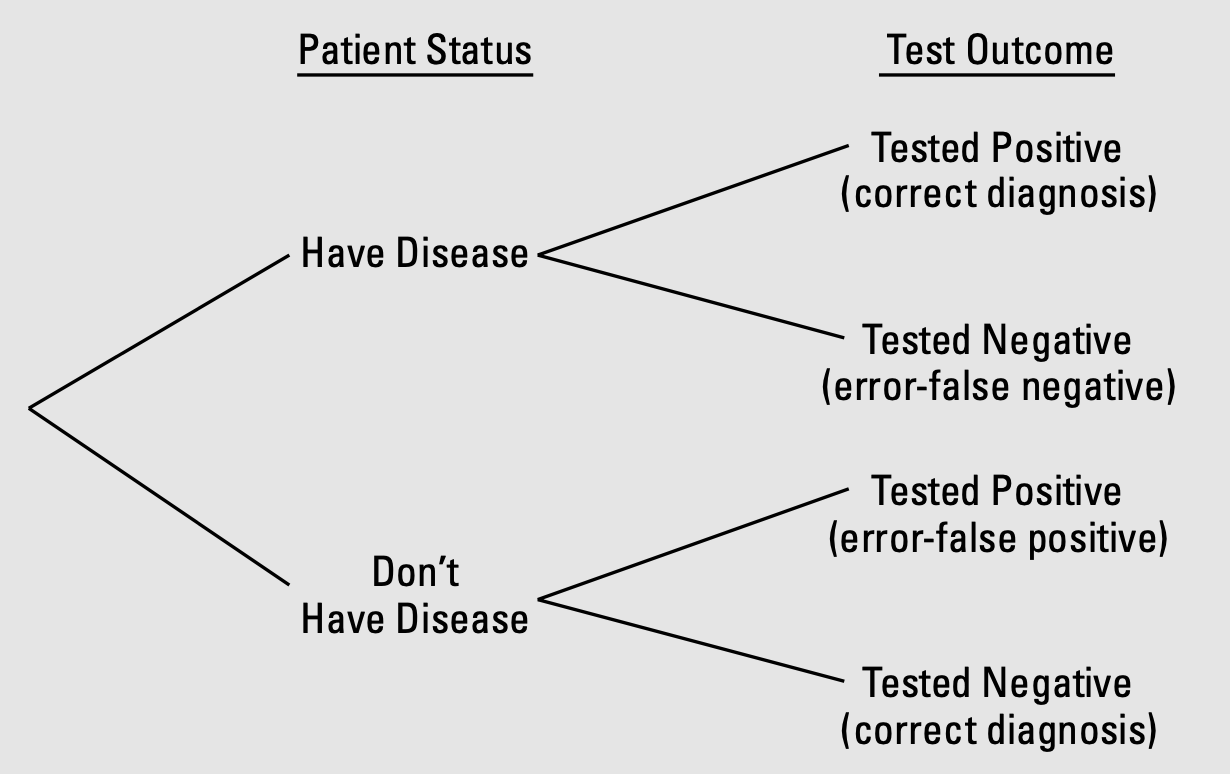 Patient Status
Test Outcome
Tested Positive
(correct diagnosis)
Have Disease
Tested Negative
(error-false negative)
Tested Positive
(error-false positive)
Don’t
Have Disease
Tested Negative
(correct diagnosis)